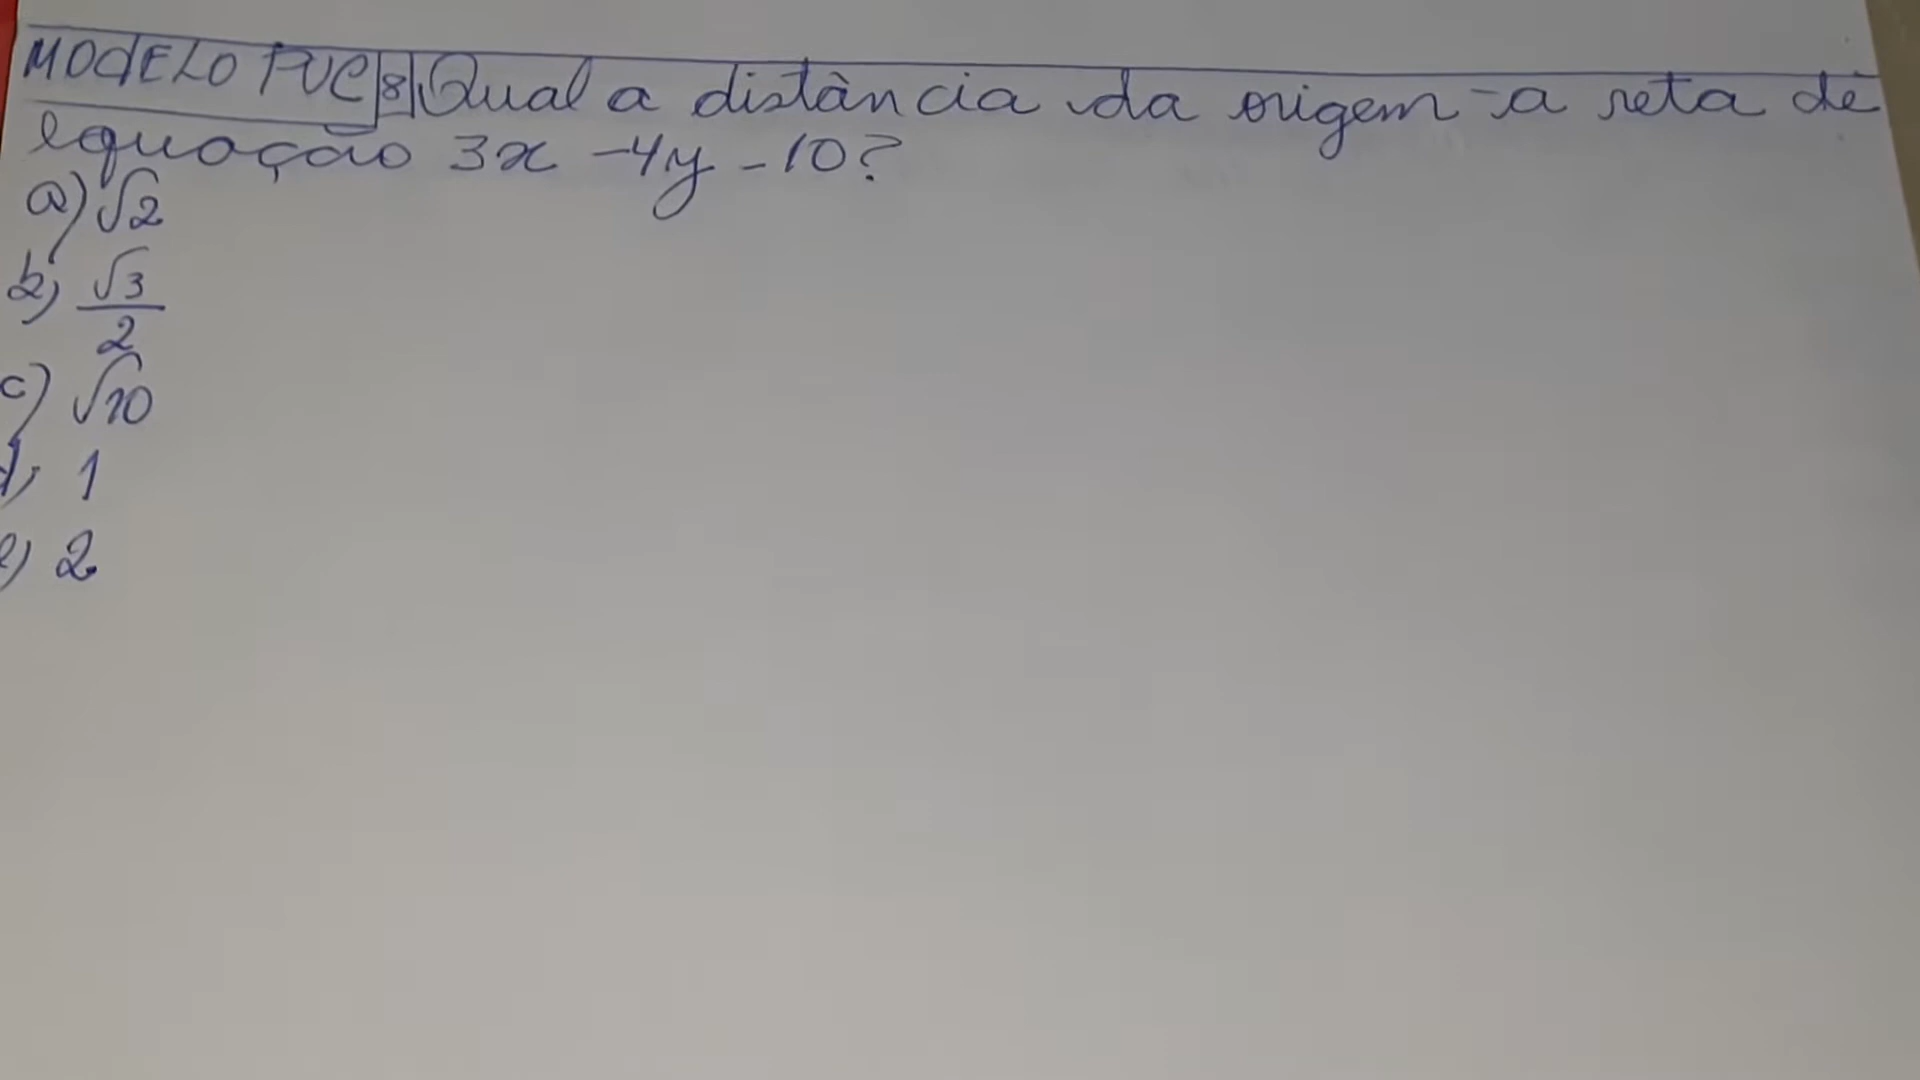 MODELO PUC 8 Qual a distância da origem a reta de
equação 3x - 4y - 10?
a) √2
b) √3/2
c) √10
d) 1
e) 2